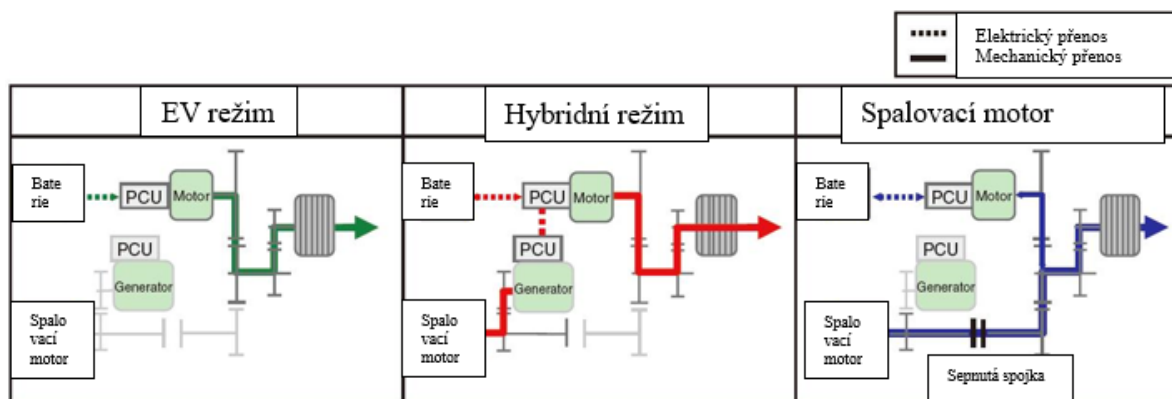 Elektrický přenos
Mechanický přenos
EV režim
Hybridní režim
Spalovací motor
Bate
rie
PCU
Motor
PCU
Generator
Spalo
vací
motor
Bate
rie
PCU
Motor
PCU
Generator
Spalo
vací
motor
Bate
rie
PCU
Motor
PCU
Generator
Spalo
vací
motor
Sepnutá spojka